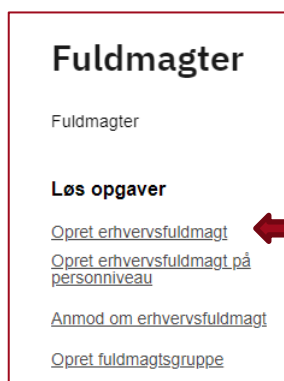 Fuldmagter
Fuldmagter
Løs opgaver
Opret erhvervsfuldmagt
Opret erhvervsfuldmagt på
personniveau
Anmod om erhvervsfuldmagt
Opret fuldmagtsgruppe